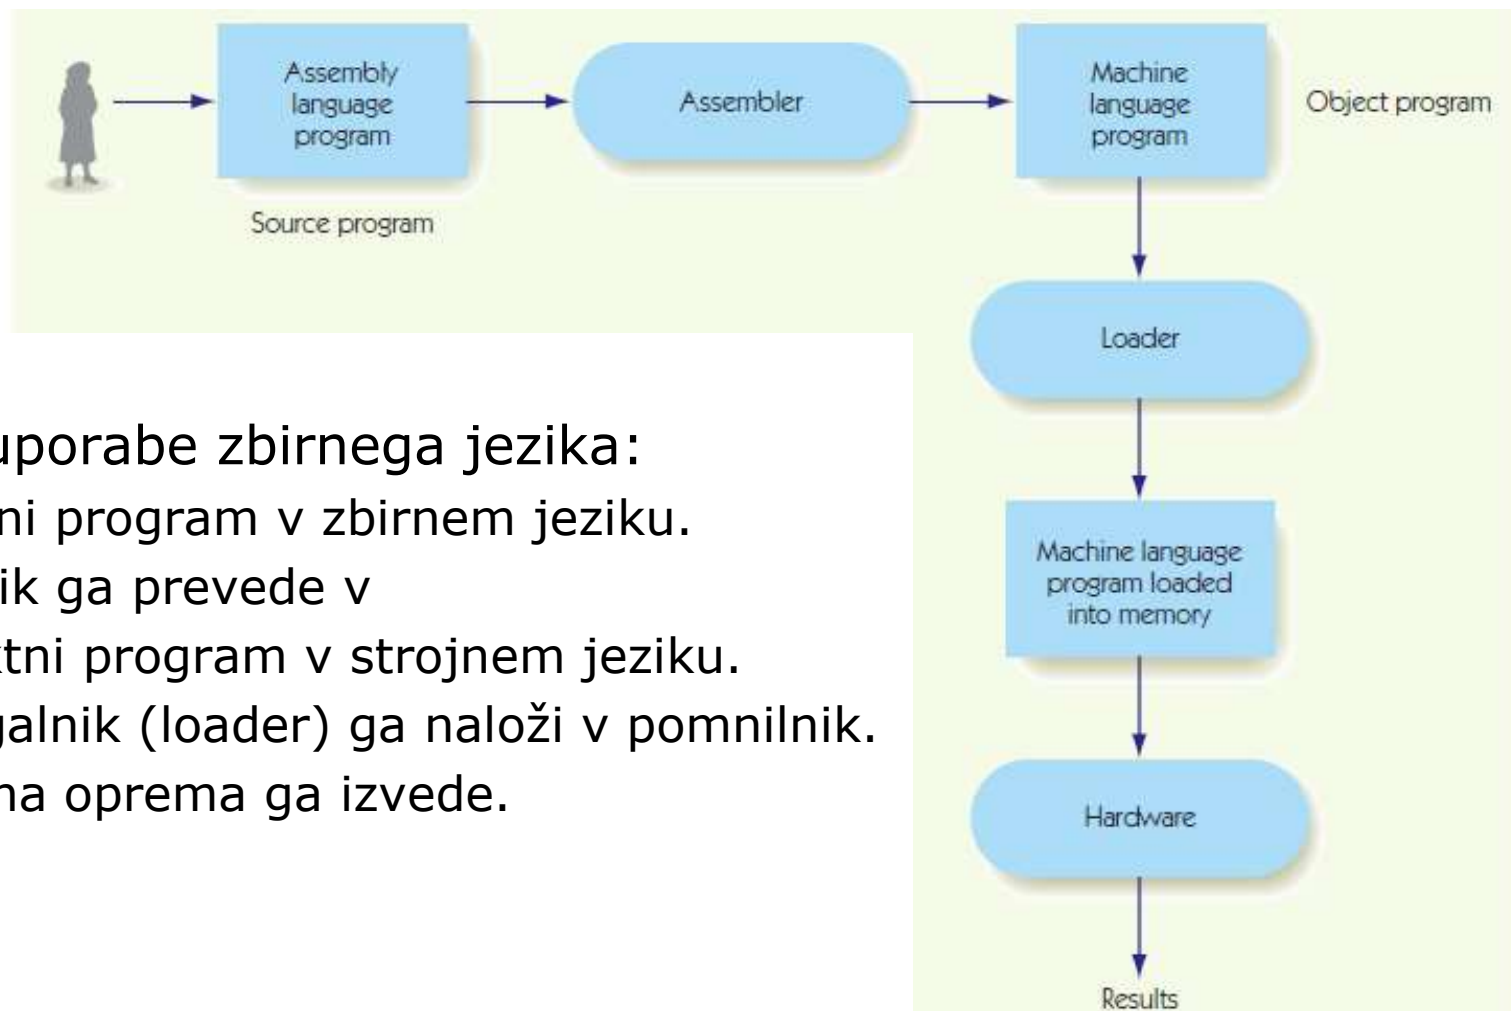 Assembly
language
program
Assembler
Machine
language
program
Object program
Source program
Loader
uporabe zbirnega jezika:
ni program v zbirnem jeziku.
ik ga prevede v
tni program v strojnem jeziku.
galnik (loader) ga naloži v pomnilnik.
na oprema ga izvede.
Machine language
program loaded
into memory
Hardware
Results